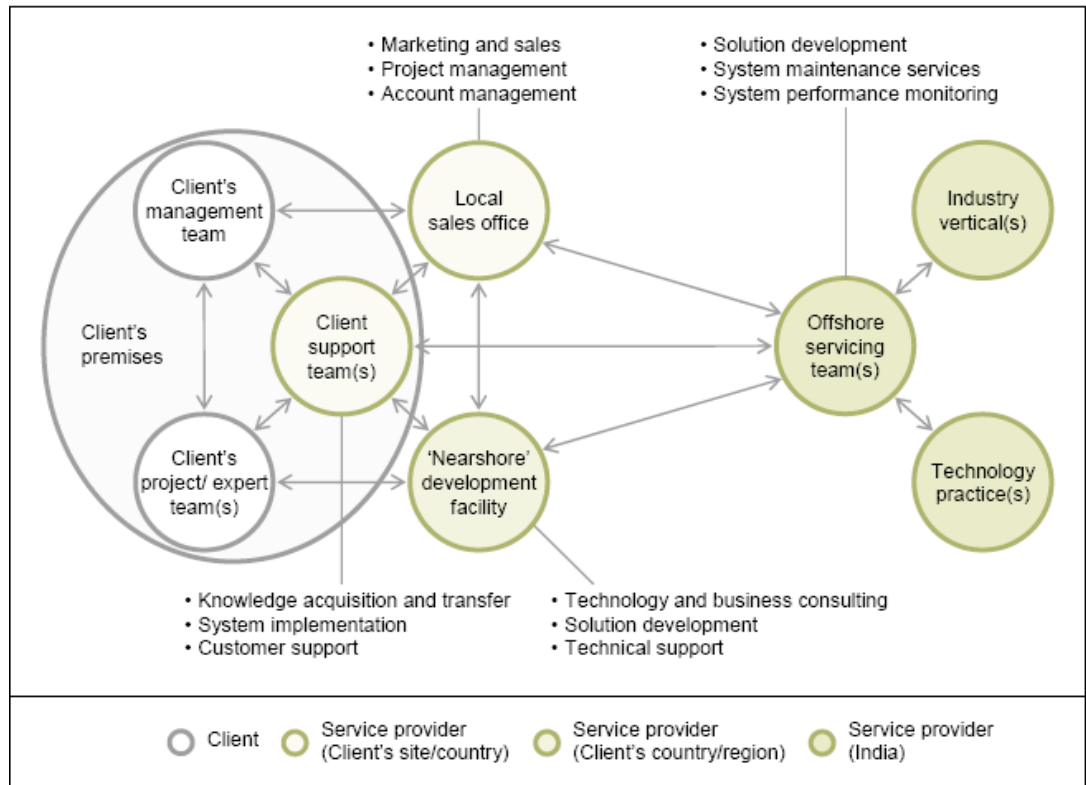 • Marketing and sales
• Project management
• Account management
• Solution development
• System maintenance services
• System performance monitoring
Client's
management
team
Local
sales office
Industry
vertical(s)
Client's
premises
Client
support
team(s)
Offshore
servicing
team(s)
Client's
project/ expert
team(s)
'Nearshore'
development
facility
Technology
practice(s)
• Knowledge acquisition and transfer
• System implementation
• Customer support
• Technology and business consulting
• Solution development
• Technical support
Client
Service provider
(Client's site/country)
Service provider
(Client's country/region)
Service provider
(India)